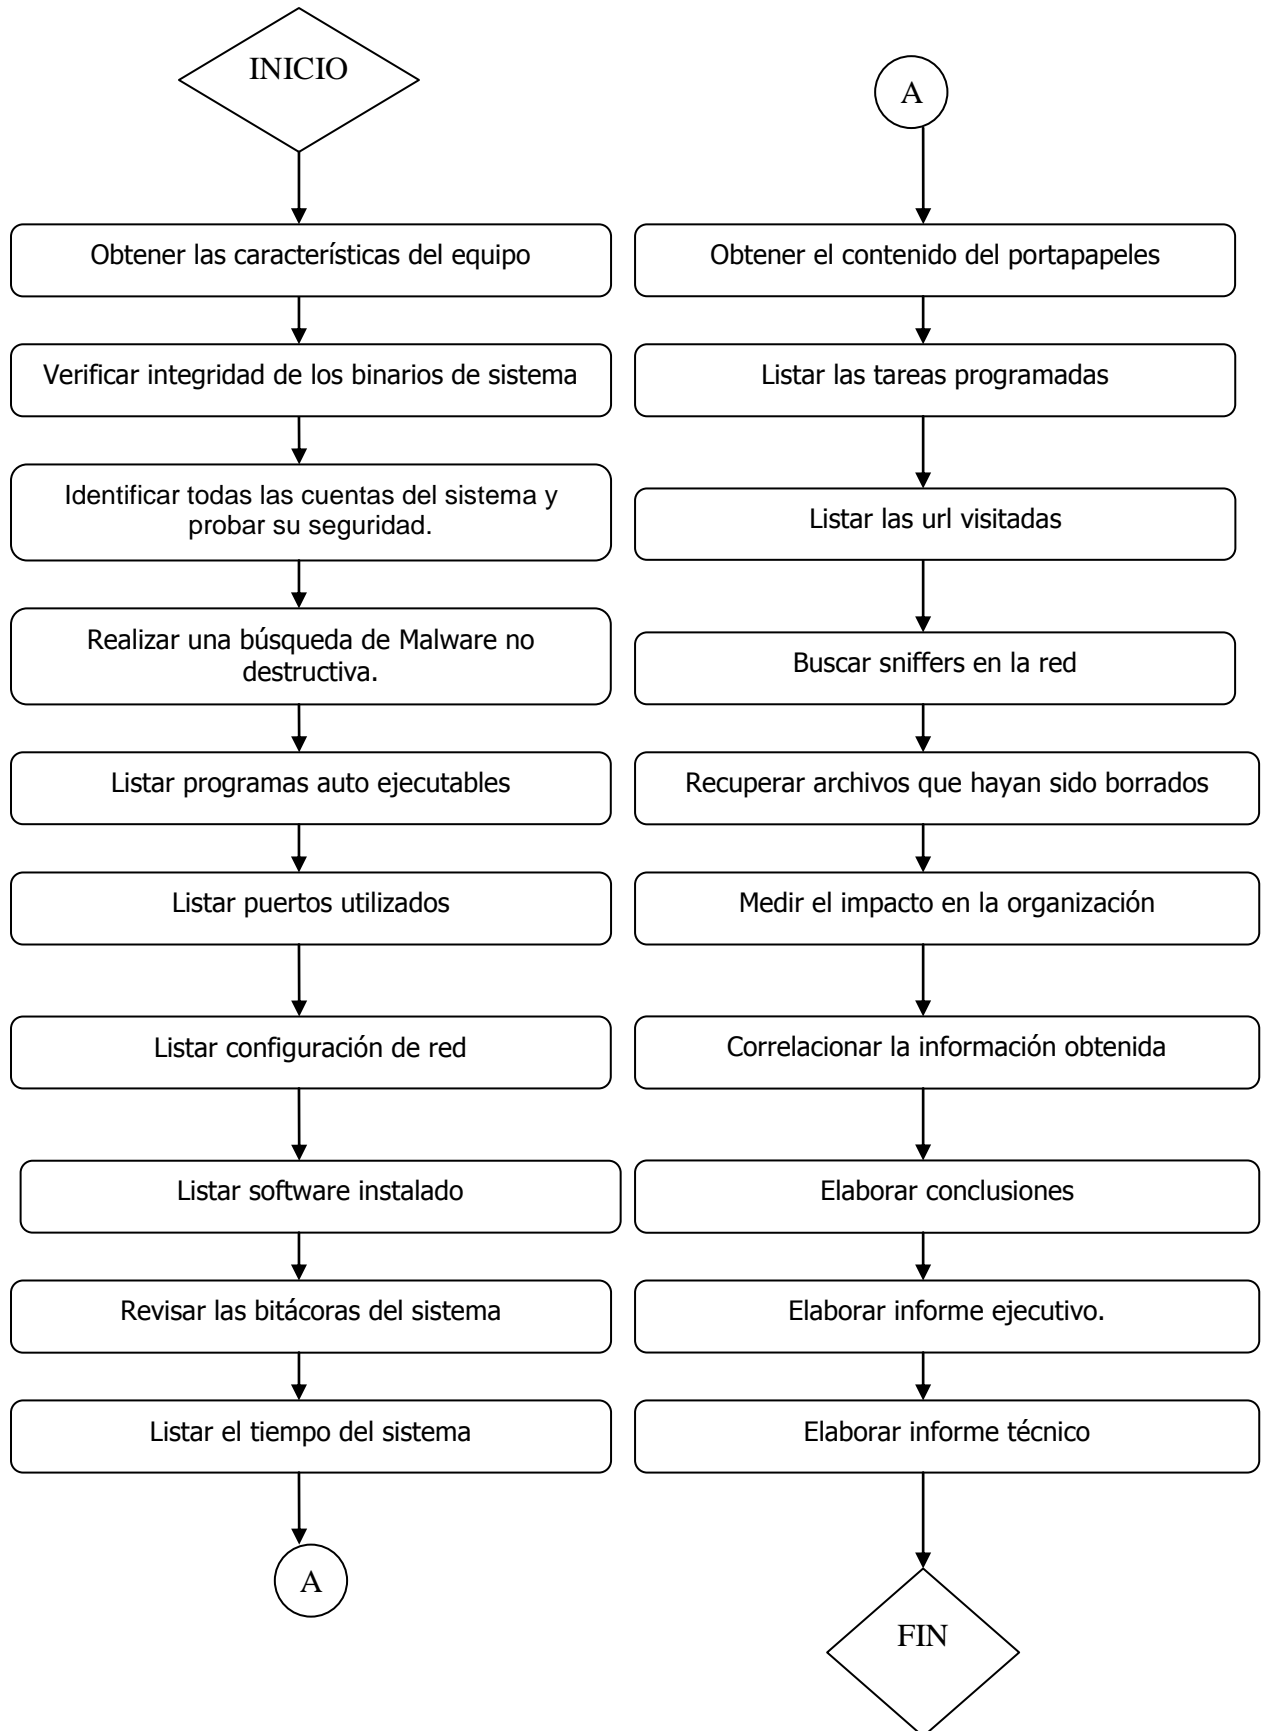 INICIO
Obtener las características del equipo
Verificar integridad de los binarios de sistema
Identificar todas las cuentas del sistema y
probar su seguridad.
Realizar una búsqueda de Malware no
destructiva.
Listar programas auto ejecutables
Listar puertos utilizados
Listar configuración de red
Listar software instalado
Revisar las bitácoras del sistema
Listar el tiempo del sistema
A
A
Obtener el contenido del portapapeles
Listar las tareas programadas
Listar las url visitadas
Buscar sniffers en la red
Recuperar archivos que hayan sido borrados
Medir el impacto en la organización
Correlacionar la información obtenida
Elaborar conclusiones
Elaborar informe ejecutivo.
Elaborar informe técnico
FIN